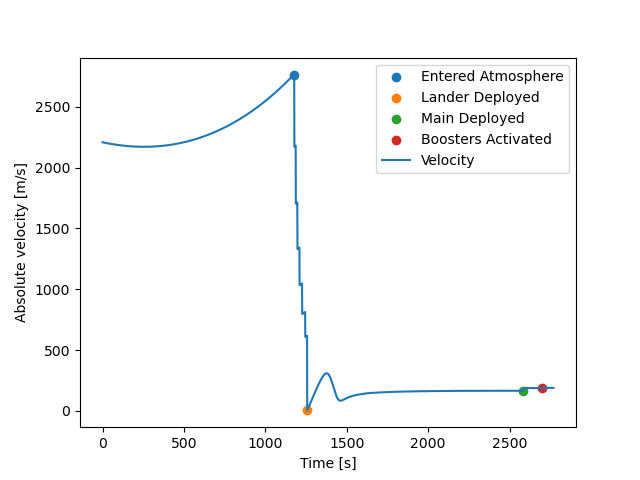 Entered Atmosphere
Lander Deployed
Main Deployed
Boosters Activated
Velocity
Absolute velocity [m/s]
2500
2000
1500
1000
500
0
0 500 1000 1500 2000 2500
Time [s]